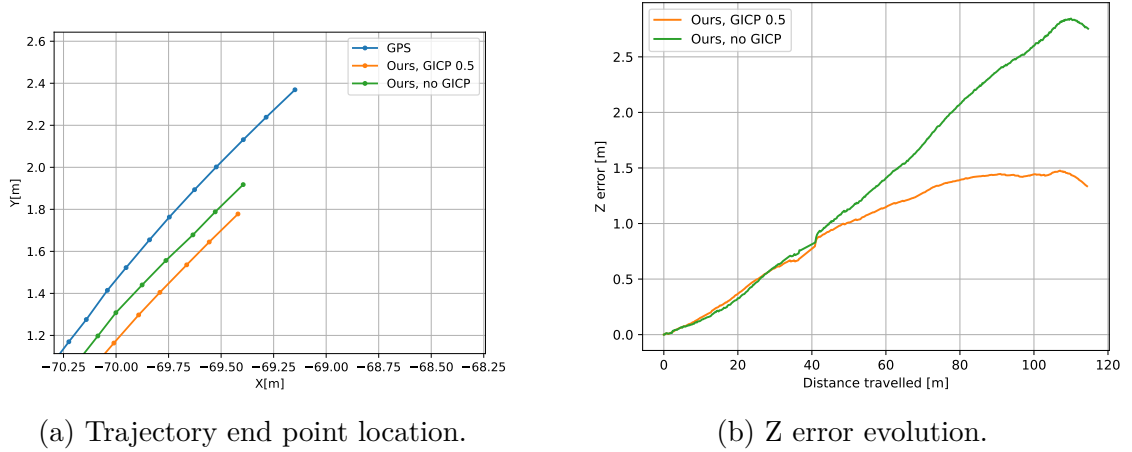 2.6
2.4
2.2
2.0
1.8
1.6
1.4
1.2
Y[m]
−70.25 −70.00 −69.75 −69.50 −69.25 −69.00 −68.75 −68.50 −68.25
X[m]
GPS
Ours, GICP 0.5
Ours, no GICP
(a) Trajectory end point location.
Ours, GICP 0.5
Ours, no GICP
2.5
2.0
1.5
1.0
0.5
0.0
Z error [m]
0 20 40 60 80 100 120
Distance travelled [m]
(b) Z error evolution.